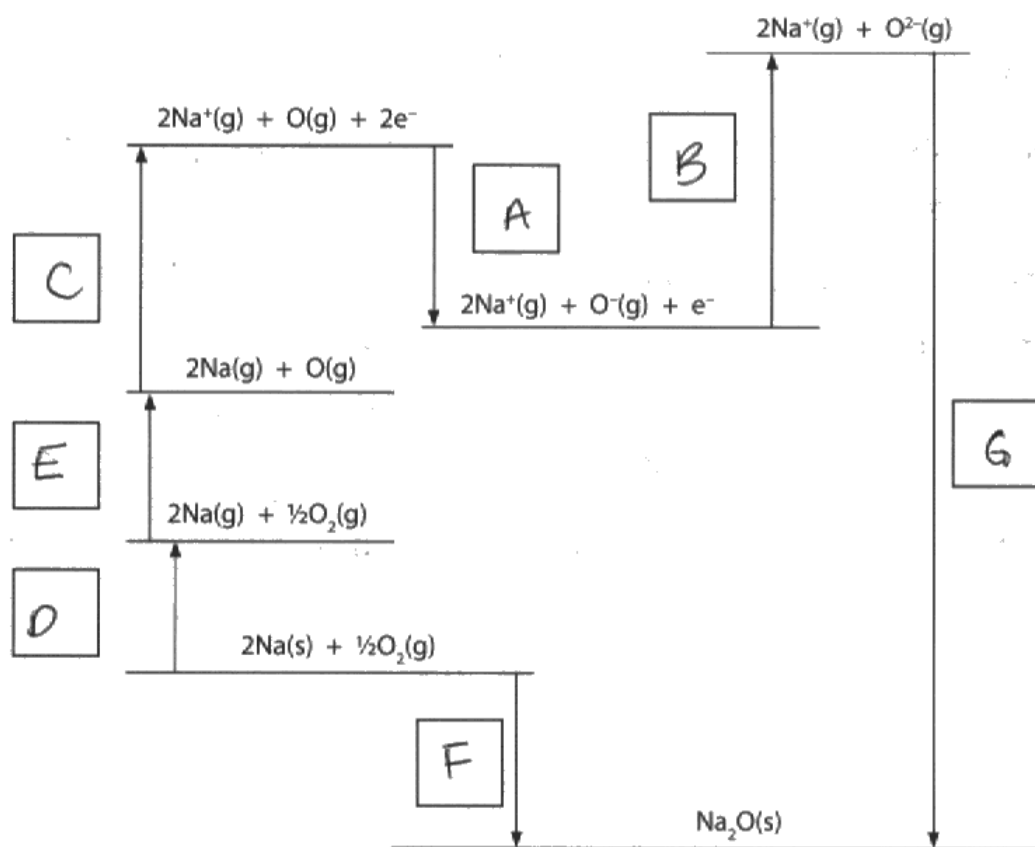 2Na⁺(g) + O²⁻(g)
2Na⁺(g) + O(g) + 2e⁻
B
A
C
2Na⁺(g) + O⁻(g) + e⁻
2Na(g) + O(g)
E
G
2Na(g) + ½O₂(g)
D
2Na(s) + ½O₂(g)
F
Na₂O(s)